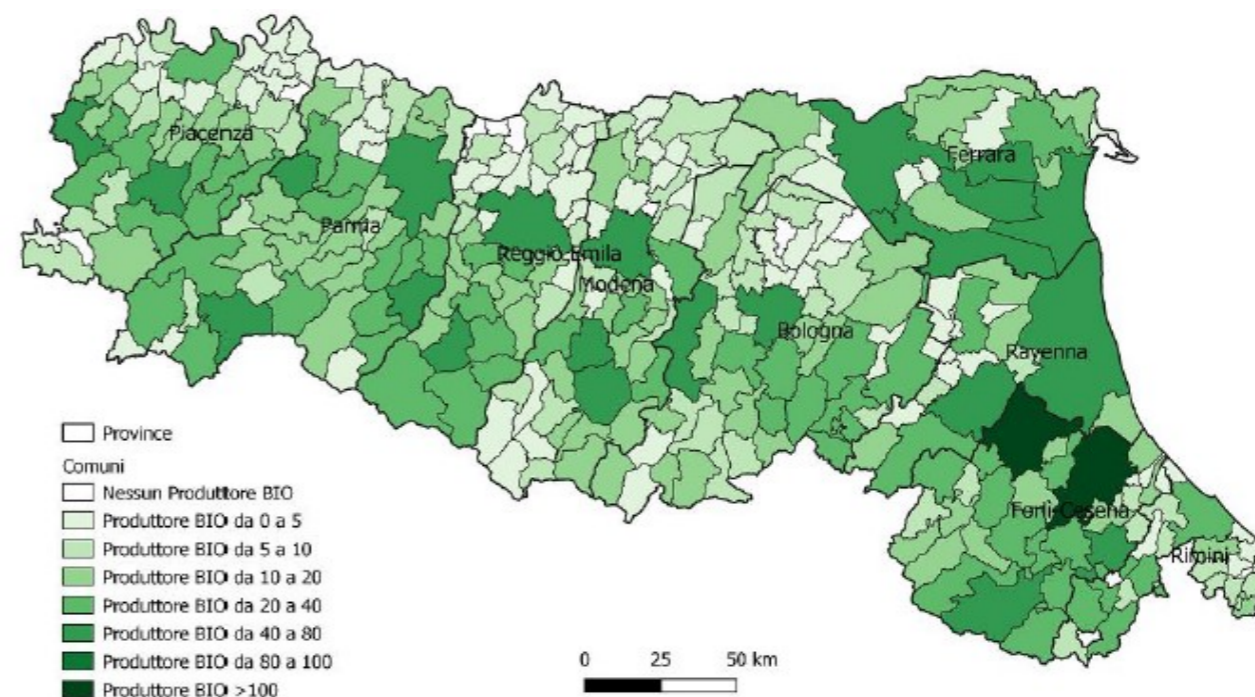 Piacenza
Ferrara
Parma
Reggio-Emila
Modena
Bologna
Ravenna
Forlì-Cesena
Rimini
Province
Comuni
Nessun Produttore BIO
Produttore BIO da 0 a 5
Produttore BIO da 5 a 10
Produttore BIO da 10 a 20
Produttore BIO da 20 a 40
Produttore BIO da 40 a 80
Produttore BIO da 80 a 100
Produttore BIO >100
0 25 50 km